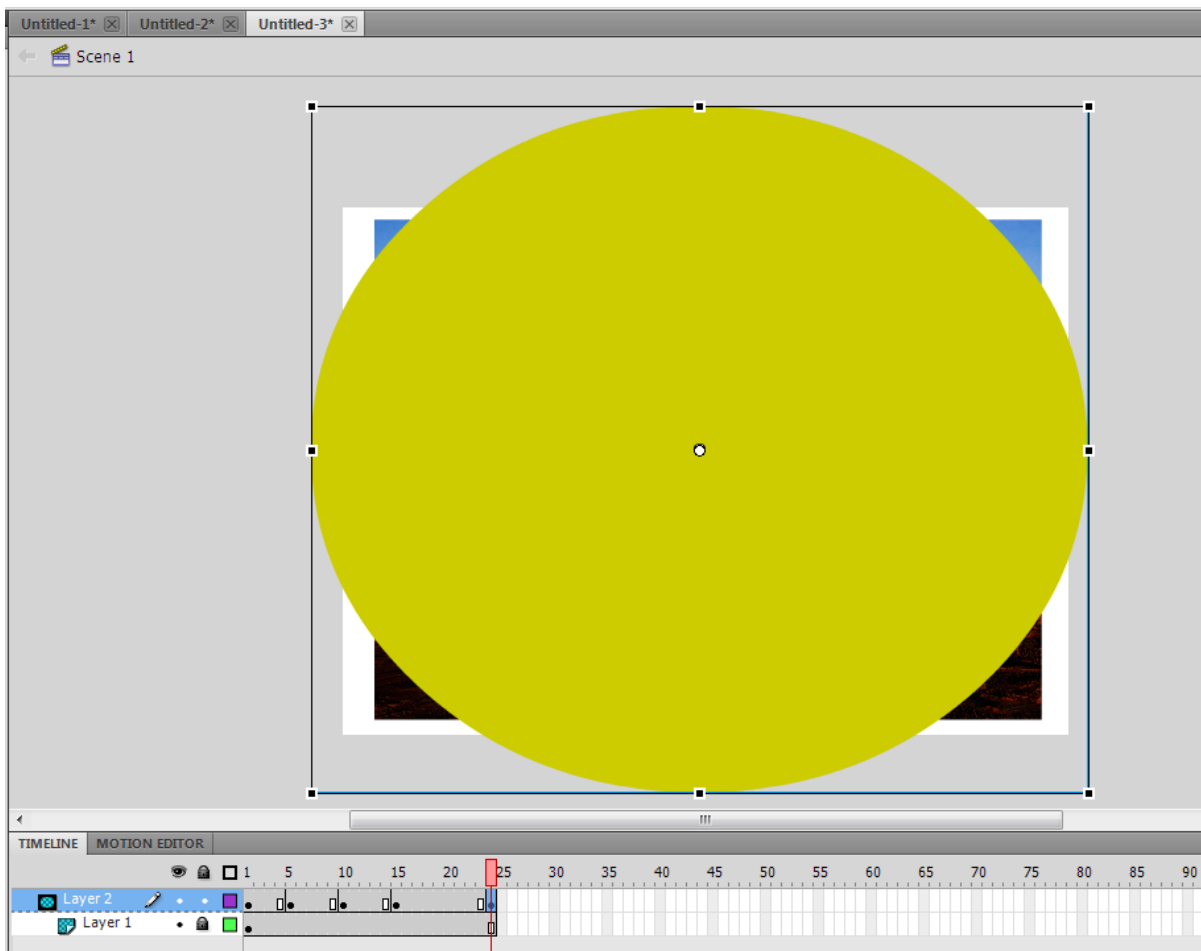 Untitled-1* Untitled-2* Untitled-3*
Scene 1
TIMELINE MOTION EDITOR
1 5 10 15 20 25 30 35 40 45 50 55 60 65 70 75 80 85 90
Layer 2
Layer 1